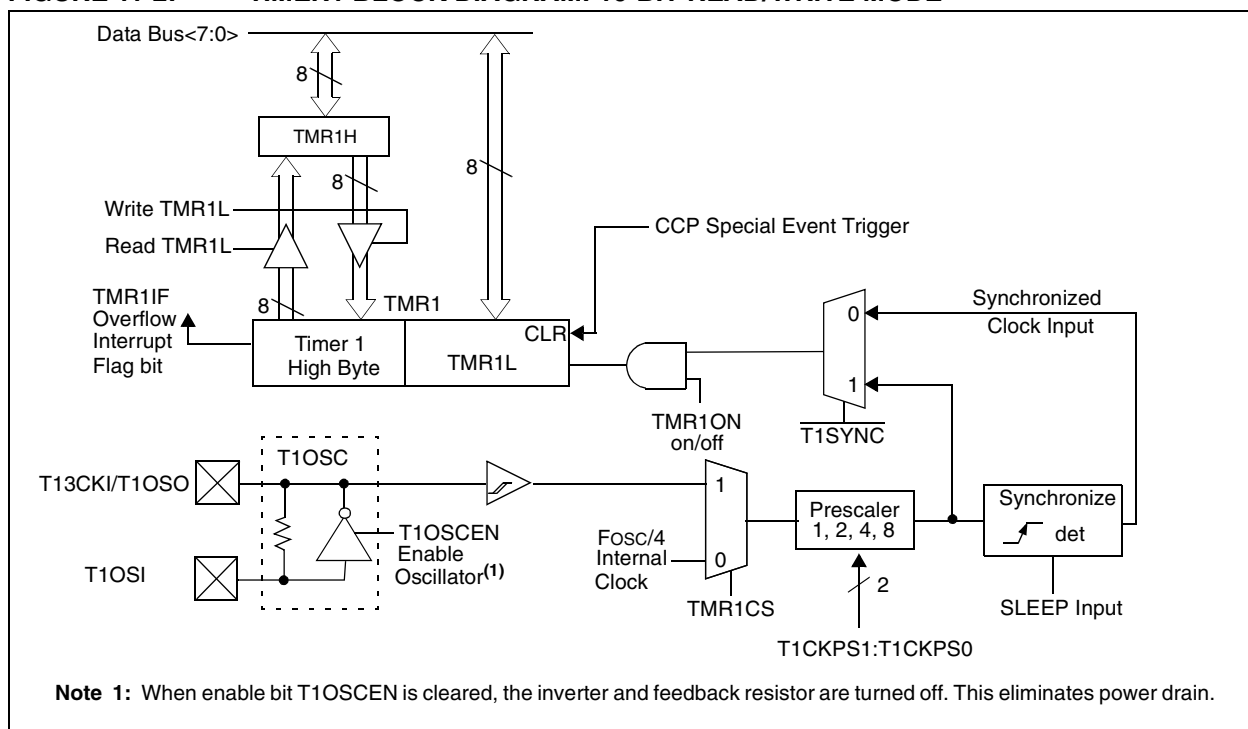 Data Bus<7:0>
8
TMR1H
8
8
Write TMR1L
CCP Special Event Trigger
Read TMR1L
TMR1IF
Overflow
Interrupt
Flag bit
8
TMR1
CLR
Timer 1
High Byte
TMR1L
0
1
Synchronized
Clock Input
TMR1ON
on/off
T1SYNC
T1OSC
T13CKI/T1OSO
T1OSI
T1OSCEN
Enable
Oscillator(1)
FOSC/4
Internal
Clock
1
0
TMR1CS
Prescaler
1, 2, 4, 8
2
T1CKPS1:T1CKPS0
Synchronize
det
SLEEP Input
Note 1: When enable bit T1OSCEN is cleared, the inverter and feedback resistor are turned off. This eliminates power drain.